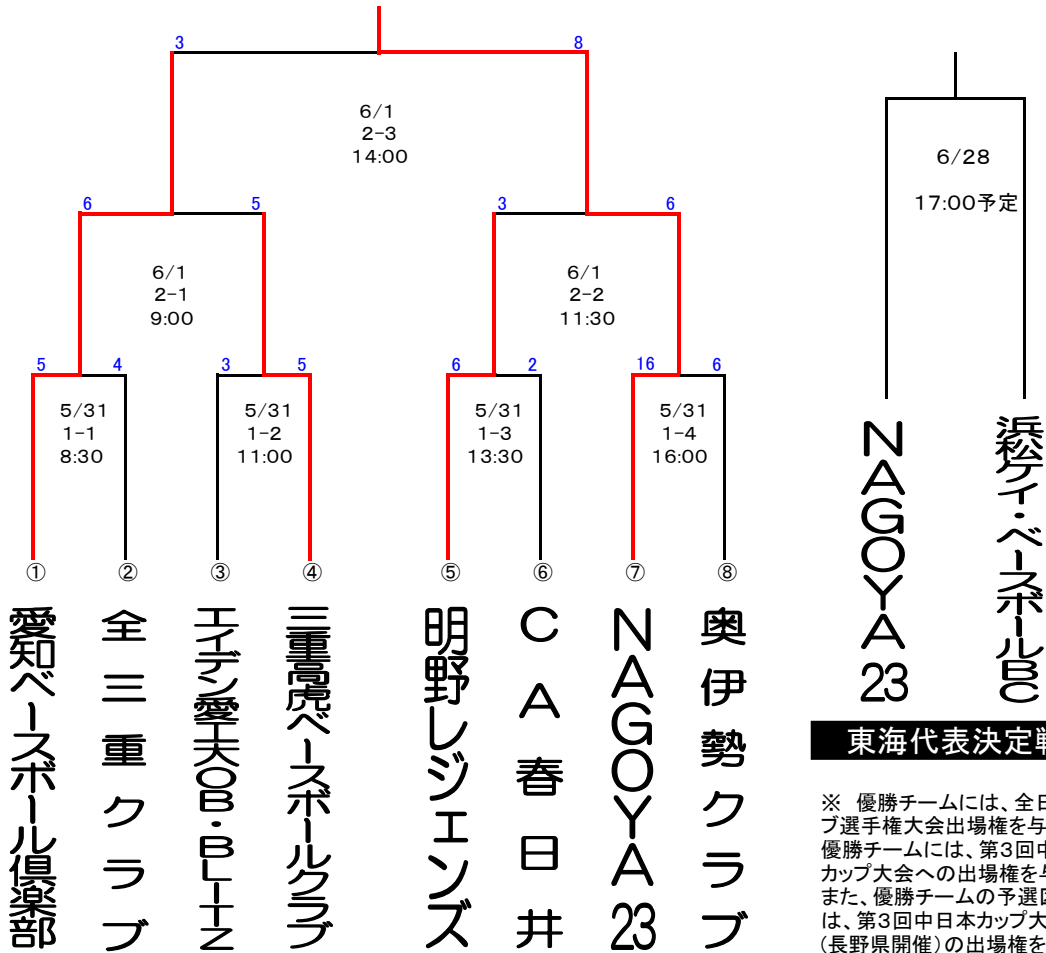 3 8
6/1
2-3
14:00
6 5
6/1
2-1
9:00
3 6
6/1
2-2
11:30
5 4
5/31
1-1
8:30
3 5
5/31
1-2
11:00
6 2
5/31
1-3
13:30
16 6
5/31
1-4
16:00
①
②
③
④
⑤
⑥
⑦
⑧
愛知ベースボール倶楽部
全三重クラブ
エイデン愛工大OB・BLITZ
三重高虎ベースボールクラブ
明野レジェンズ
CA春日井
NAGOYA23
奥伊勢クラブ
6/28
17:00予定
NAGOYA23
浜松ケイ・ベースボールBC
東海代表決定戦
※ 優勝チームには、全日
ブ選手権大会出場権を与
優勝チームには、第3回中
カップ大会への出場権を与
また、優勝チームの予選
は、第3回中日本カップ大
(長野県開催)の出場権を